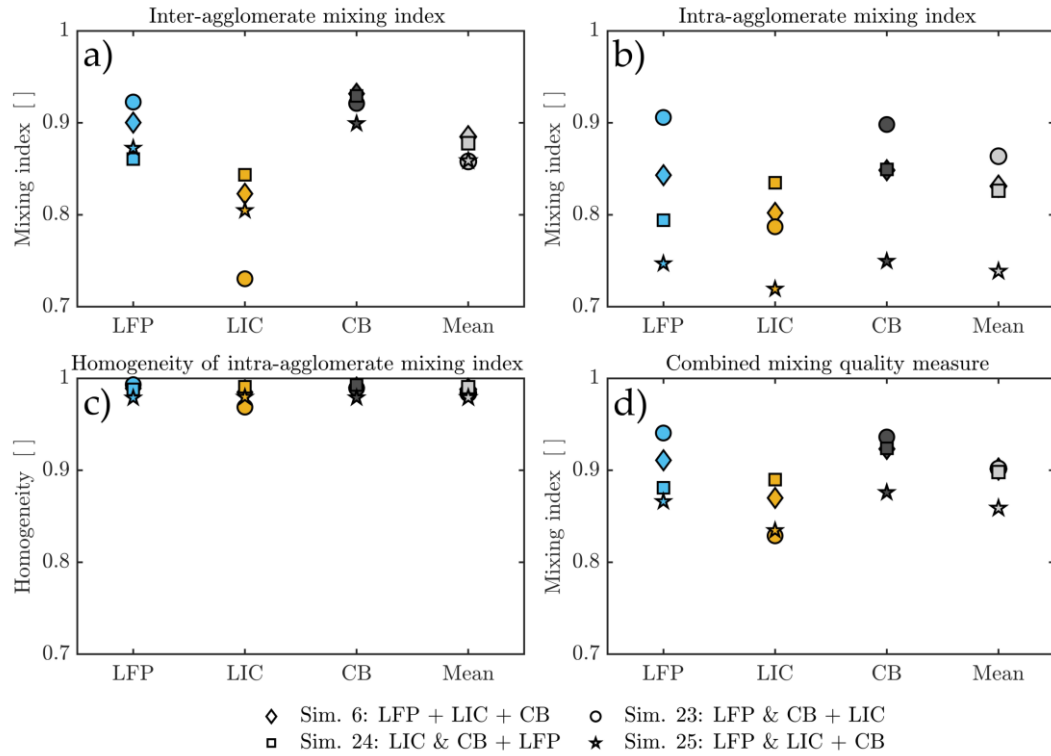 Inter-agglomerate mixing index
a)
1
0.9
0.8
0.7
Mixing index [ ]
LFP LIC CB Mean
Intra-agglomerate mixing index
b)
1
0.9
0.8
0.7
Mixing index [ ]
LFP LIC CB Mean
Homogeneity of intra-agglomerate mixing index
c)
1
0.9
0.8
0.7
Homogeneity [ ]
LFP LIC CB Mean
Combined mixing quality measure
d)
1
0.9
0.8
0.7
Mixing index [ ]
LFP LIC CB Mean
Sim. 6: LFP + LIC + CB
Sim. 23: LFP & CB + LIC
Sim. 24: LIC & CB + LFP
Sim. 25: LFP & LIC + CB